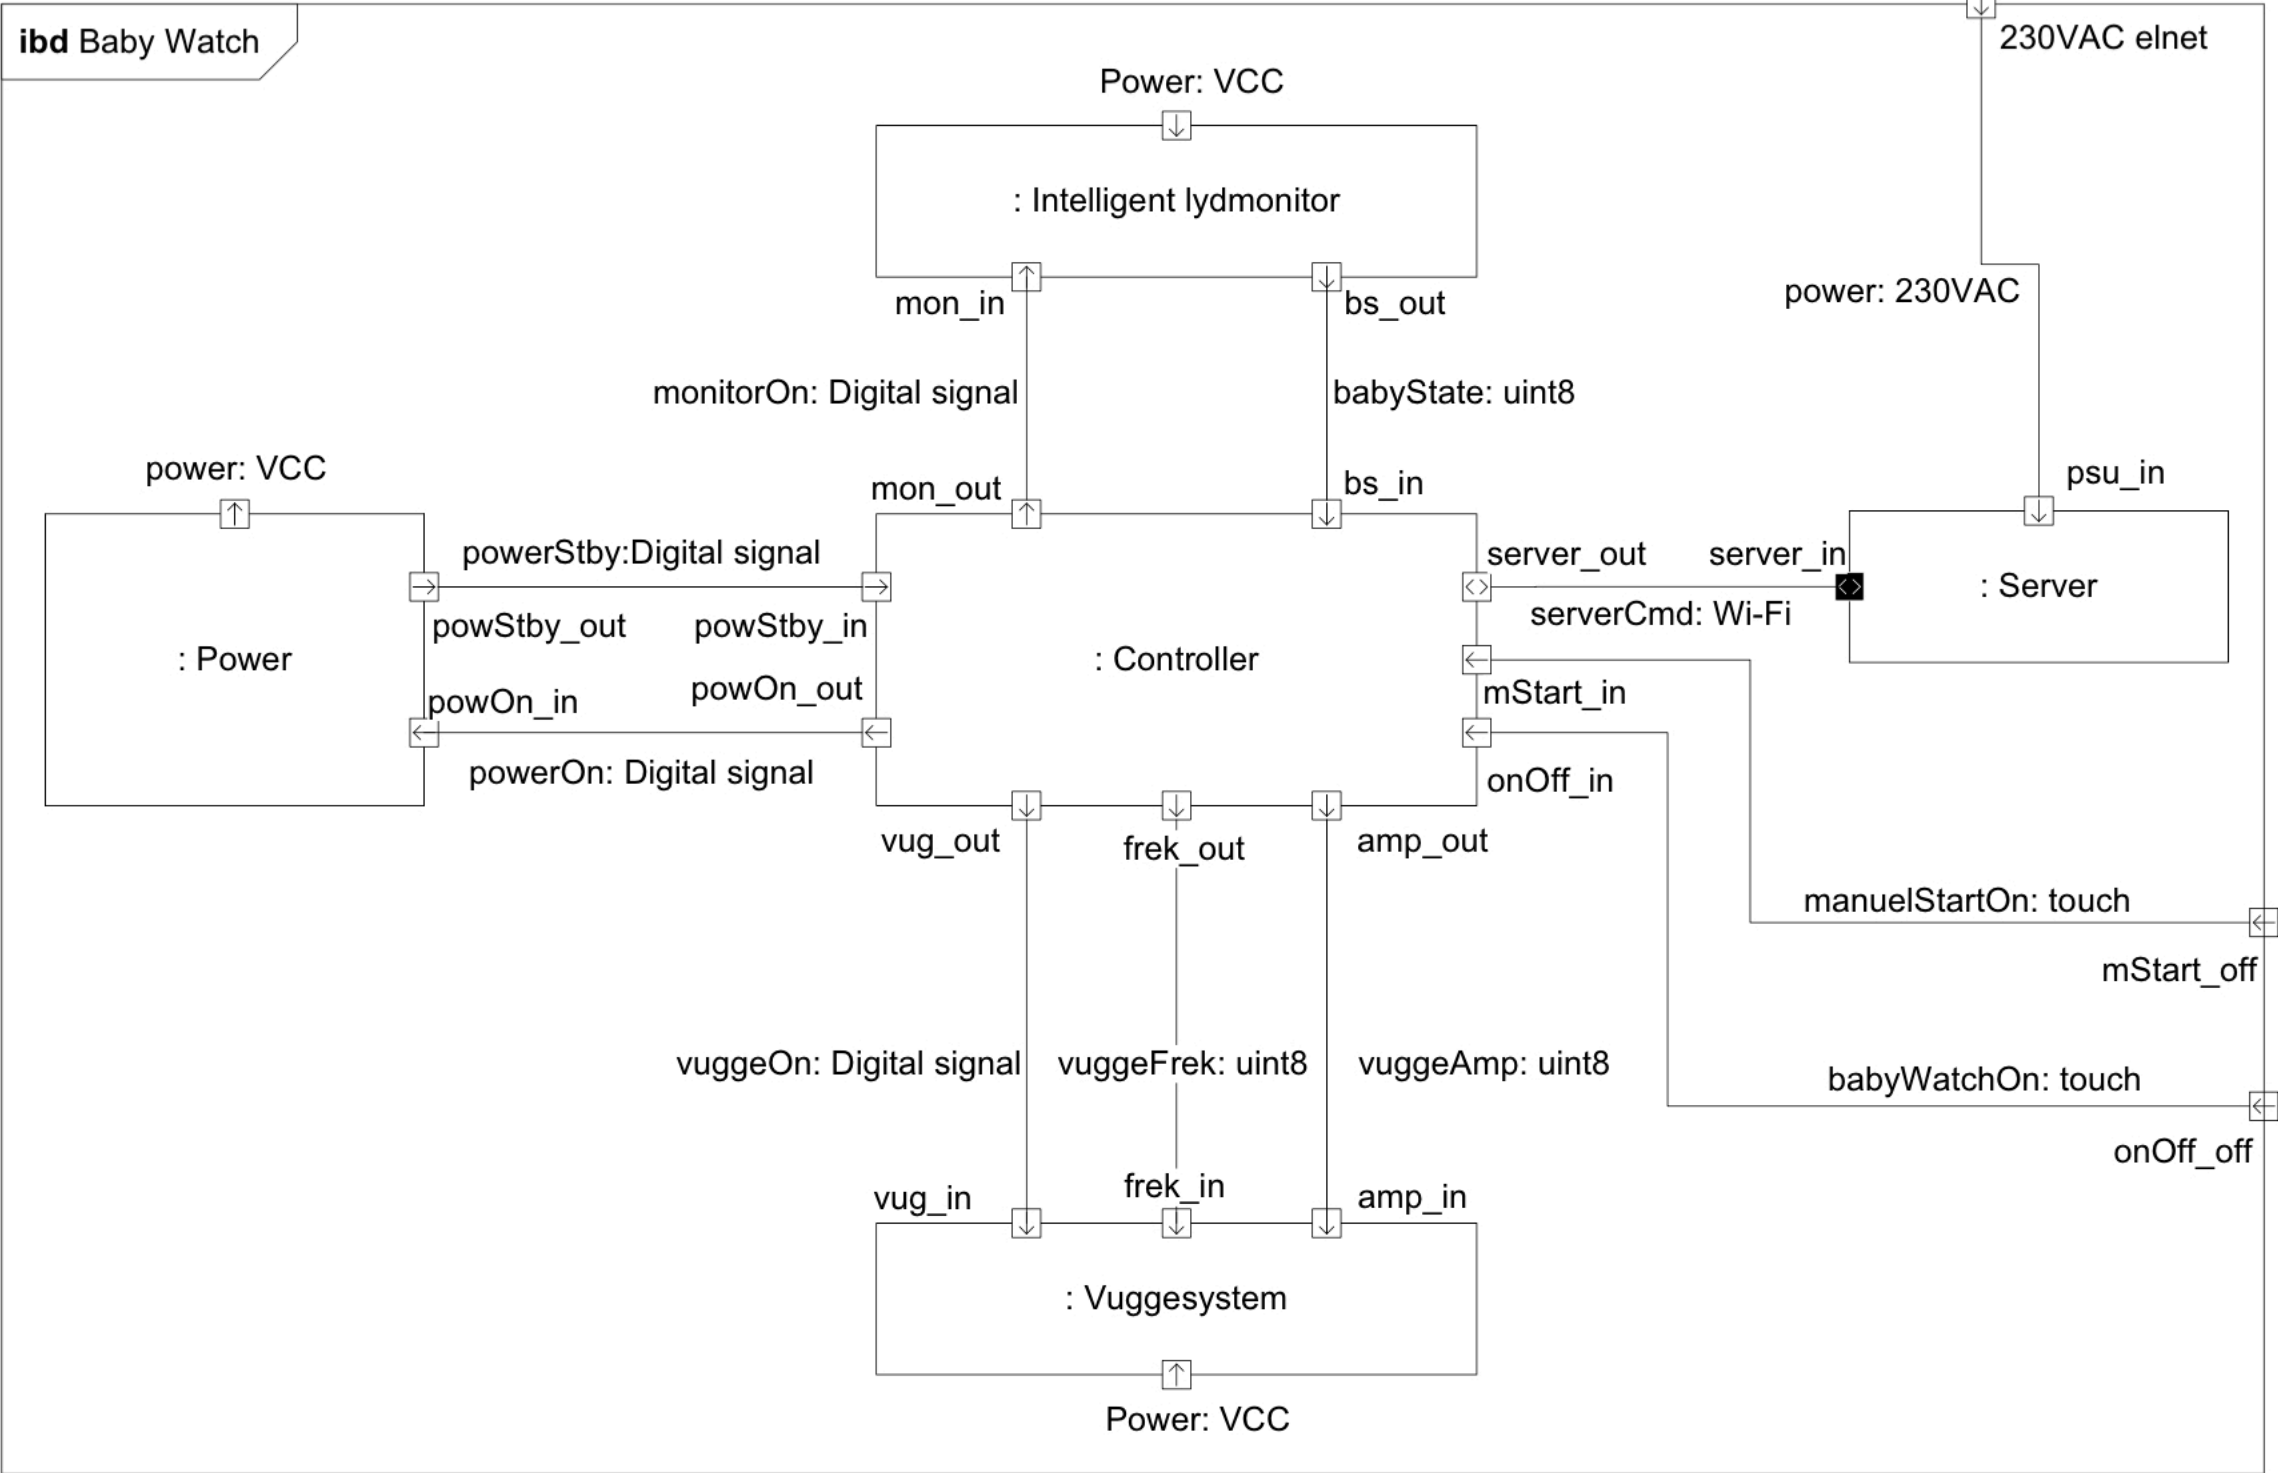 ibd Baby Watch
230VAC elnet
Power: VCC
: Intelligent lydmonitor
mon_in
bs_out
power: 230VAC
monitorOn: Digital signal
babyState: uint8
power: VCC
mon_out
bs_in
psu_in
powerStby:Digital signal
server_out
server_in
: Server
serverCmd: Wi-Fi
powStby_out
powStby_in
: Power
: Controller
powOn_in
powOn_out
mStart_in
powerOn: Digital signal
onOff_in
vug_out
frek_out
amp_out
manuelStartOn: touch
mStart_off
vuggeOn: Digital signal
vuggeFrek: uint8
vuggeAmp: uint8
babyWatchOn: touch
onOff_off
vug_in
frek_in
amp_in
: Vuggesystem
Power: VCC